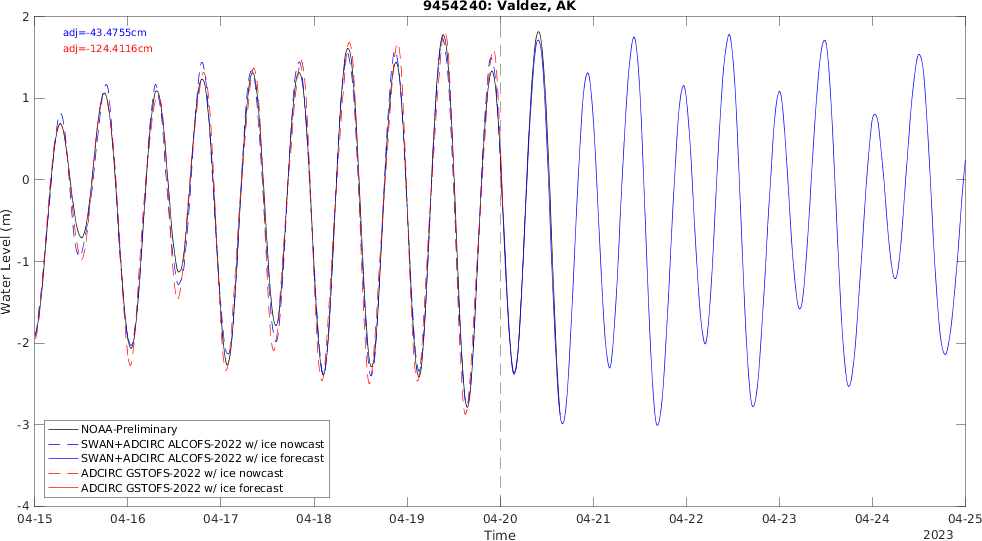 9454240: Valdez, AK
adj=-43.4755cm
adj=-124.4116cm
2
1
0
-1
-2
-3
-4
Water Level (m)
NOAA-Preliminary
SWAN+ADCIRC ALCOFS-2022 w/ ice nowcast
SWAN+ADCIRC ALCOFS-2022 w/ ice forecast
ADCIRC GSTOFS-2022 w/ ice nowcast
ADCIRC GSTOFS-2022 w/ ice forecast
04-15 04-16 04-17 04-18 04-19 04-20 04-21 04-22 04-23 04-24 04-25
Time
2023